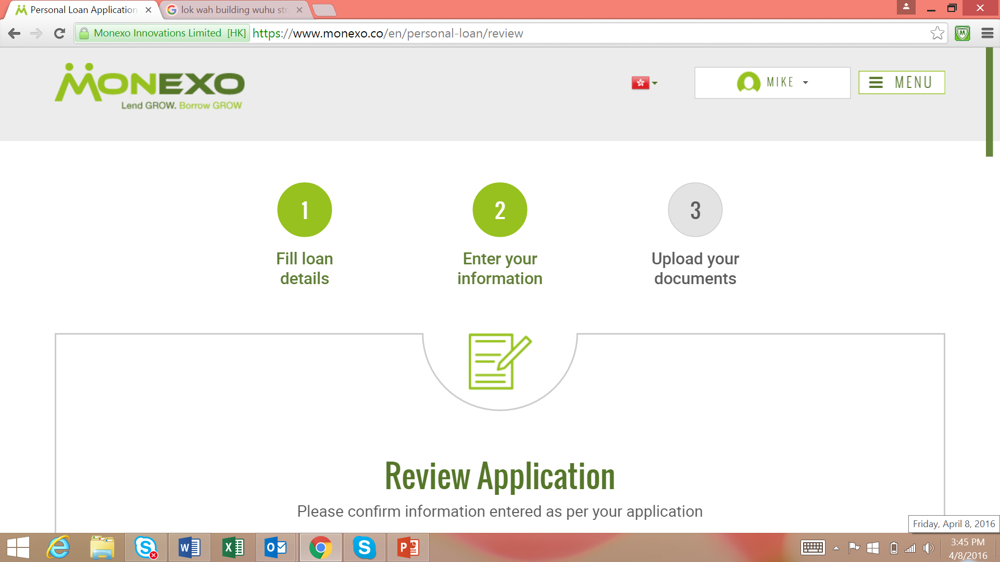 Personal Loan Application
lok wah building wuhu str
Monexo Innovations Limited [HK]
https://www.monexo.co/en/personal-loan/review
MONEXO
Lend GROW. Borrow GROW
MIKE
MENU
1
2
3
Fill loan
details
Enter your
information
Upload your
documents
Review Application
Please confirm information entered as per your application
Friday, April 8, 2016
3:45 PM
4/8/2016